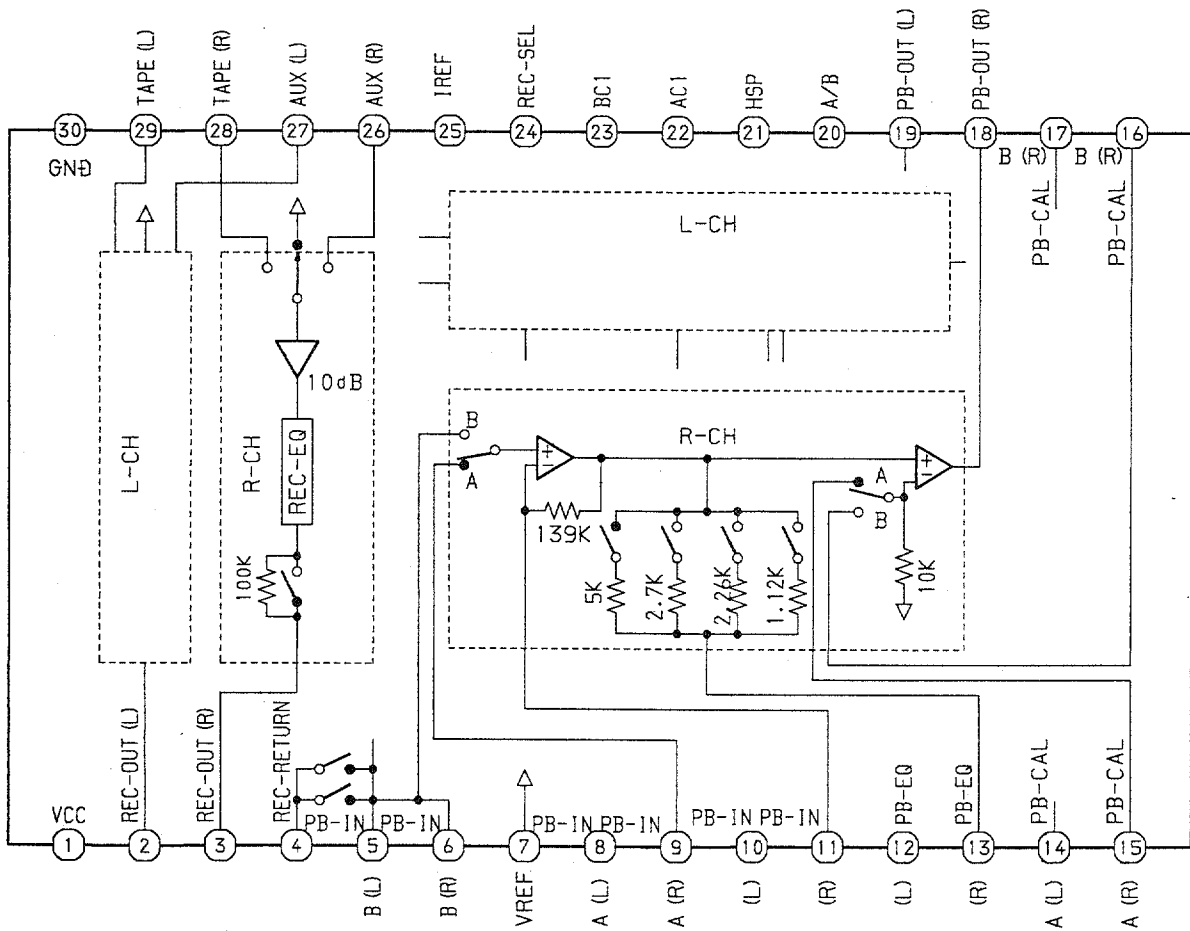 TAPE (L)
TAPE (R)
AUX (L)
AUX (R)
IREF
REC-SEL
BC1
AC1
HSP
A/B
PB-OUT (L)
PB-OUT (R)
30
29
28
27
26
25
24
23
22
21
20
19
18
17
16
GND
B (R)
B (R)
PB-CAL
PB-CAL
L-CH
L-CH
R-CH
10dB
REC-EQ
100K
B
A
+
-
R-CH
139K
5K
2.7K
2.26K
1.12K
A
B
+
-
10K
VCC
REC-OUT (L)
REC-OUT (R)
REC-RETURN
PB-IN
PB-IN
PB-IN
PB-IN
PB-IN
PB-IN
PB-EQ
PB-EQ
PB-CAL
PB-CAL
1
2
3
4
5
6
7
8
9
10
11
12
13
14
15
B (L)
B (R)
VREF
A (L)
A (R)
(L)
(R)
(L)
(R)
A (L)
A (R)